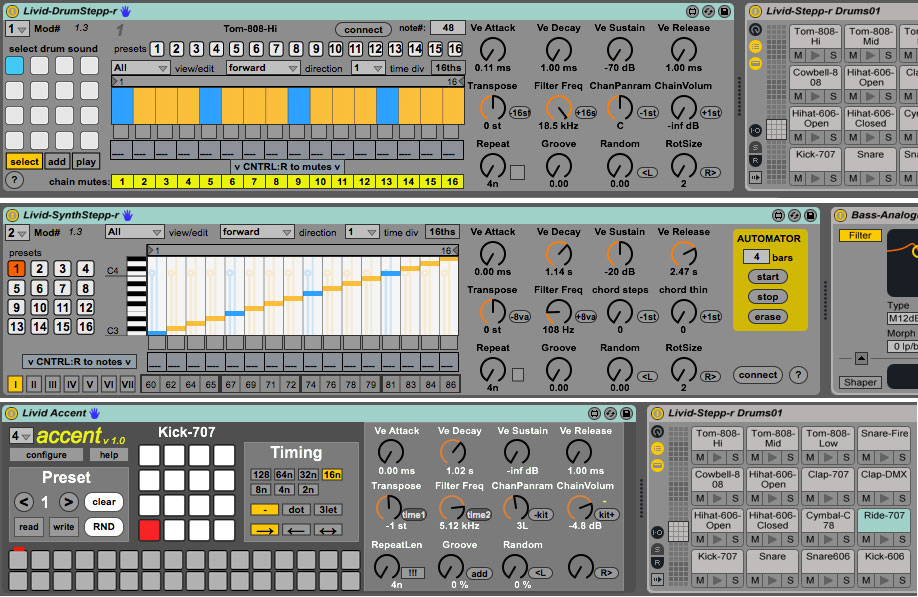 Livid-DrumStepp-r
1 Mod# 1.3 1 Tom-808-Hi connect note#: 48
select drum sound
presets 1 2 3 4 5 6 7 8 9 10 11 12 13 14 15 16
All view/edit forward direction 1 time div 16ths
1 16
v CNTRL:R to mutes v
select add play
? chain mutes: 1 2 3 4 5 6 7 8 9 10 11 12 13 14 15 16
Ve Attack Ve Decay Ve Sustain Ve Release
0.11 ms 1.00 ms -70 dB 1.00 ms
Transpose Filter Freq ChanPanram ChainVolum
-16st +16s -1st +1st
0 st 18.5 kHz C -inf dB
Repeat Groove Random RotSize
<L R>
4n 0.00 0.00 2
Livid-Stepp-r Drums01
Tom-808-Hi Tom-808-Mid
M S M S M
Cowbell-808 Hihat-606-Open
M S M S M
Hihat-606-Open Hihat-606-Closed
M S M S M
Kick-707 Snare
M S M S M
I-O
S
R
Livid-SynthStepp-r
2 Mod# 1.3 All view/edit forward direction 1 time div 16ths
presets
1 2 3 4
5 6 7 8
9 10 11 12
13 14 15 16
1 16
C4
C3
v CNTRL:R to notes v
I II III IV V VI VII 60 62 64 65 67 69 71 72 74 76 77 79 81 83 84 86
Ve Attack Ve Decay Ve Sustain Ve Release
0.00 ms 1.14 s -20 dB 2.47 s
Transpose Filter Freq chord steps chord thin
-8va +8va -1st +1st
0 st 108 Hz 0 0
Repeat Groove Random RotSize
<L R>
4n 0.00 0.00 2
AUTOMATOR
4 bars
start
stop
erase
connect ?
Bass-Analog
Filter
Type
M12dB
Morph
0 lp/b
Shaper
Livid Accent
4 accent v 1.0
configure help
Preset
< 1 > clear
read write RND
Kick-707
Timing
128 64n 32n 16n
8n 4n 2n
- dot 3let
Ve Attack Ve Decay Ve Sustain Ve Release
0.00 ms 1.02 s -inf dB 1.00 ms
Transpose Filter Freq ChanPanram ChainVolum
time1 time2 -kit kit+
-1 st 5.12 kHz 3L -4.8 dB
RepeatLen Groove Random
!!! add <L R>
4n 0 % 0.00
Livid-Stepp-r Drums01
Tom-808-Hi Tom-808-Mid Tom-808-Low Snare-Fire
M S M S M S M S
Cowbell-808 Hihat-606-Open Clap-707 Clap-DMX
M S M S M S M S
Hihat-606-Open Hihat-606-Closed Cymbal-C78 Ride-707
M S M S M S M S
Kick-707 Snare Snare606 Kick-606
M S M S M S M S
I-O
S
R